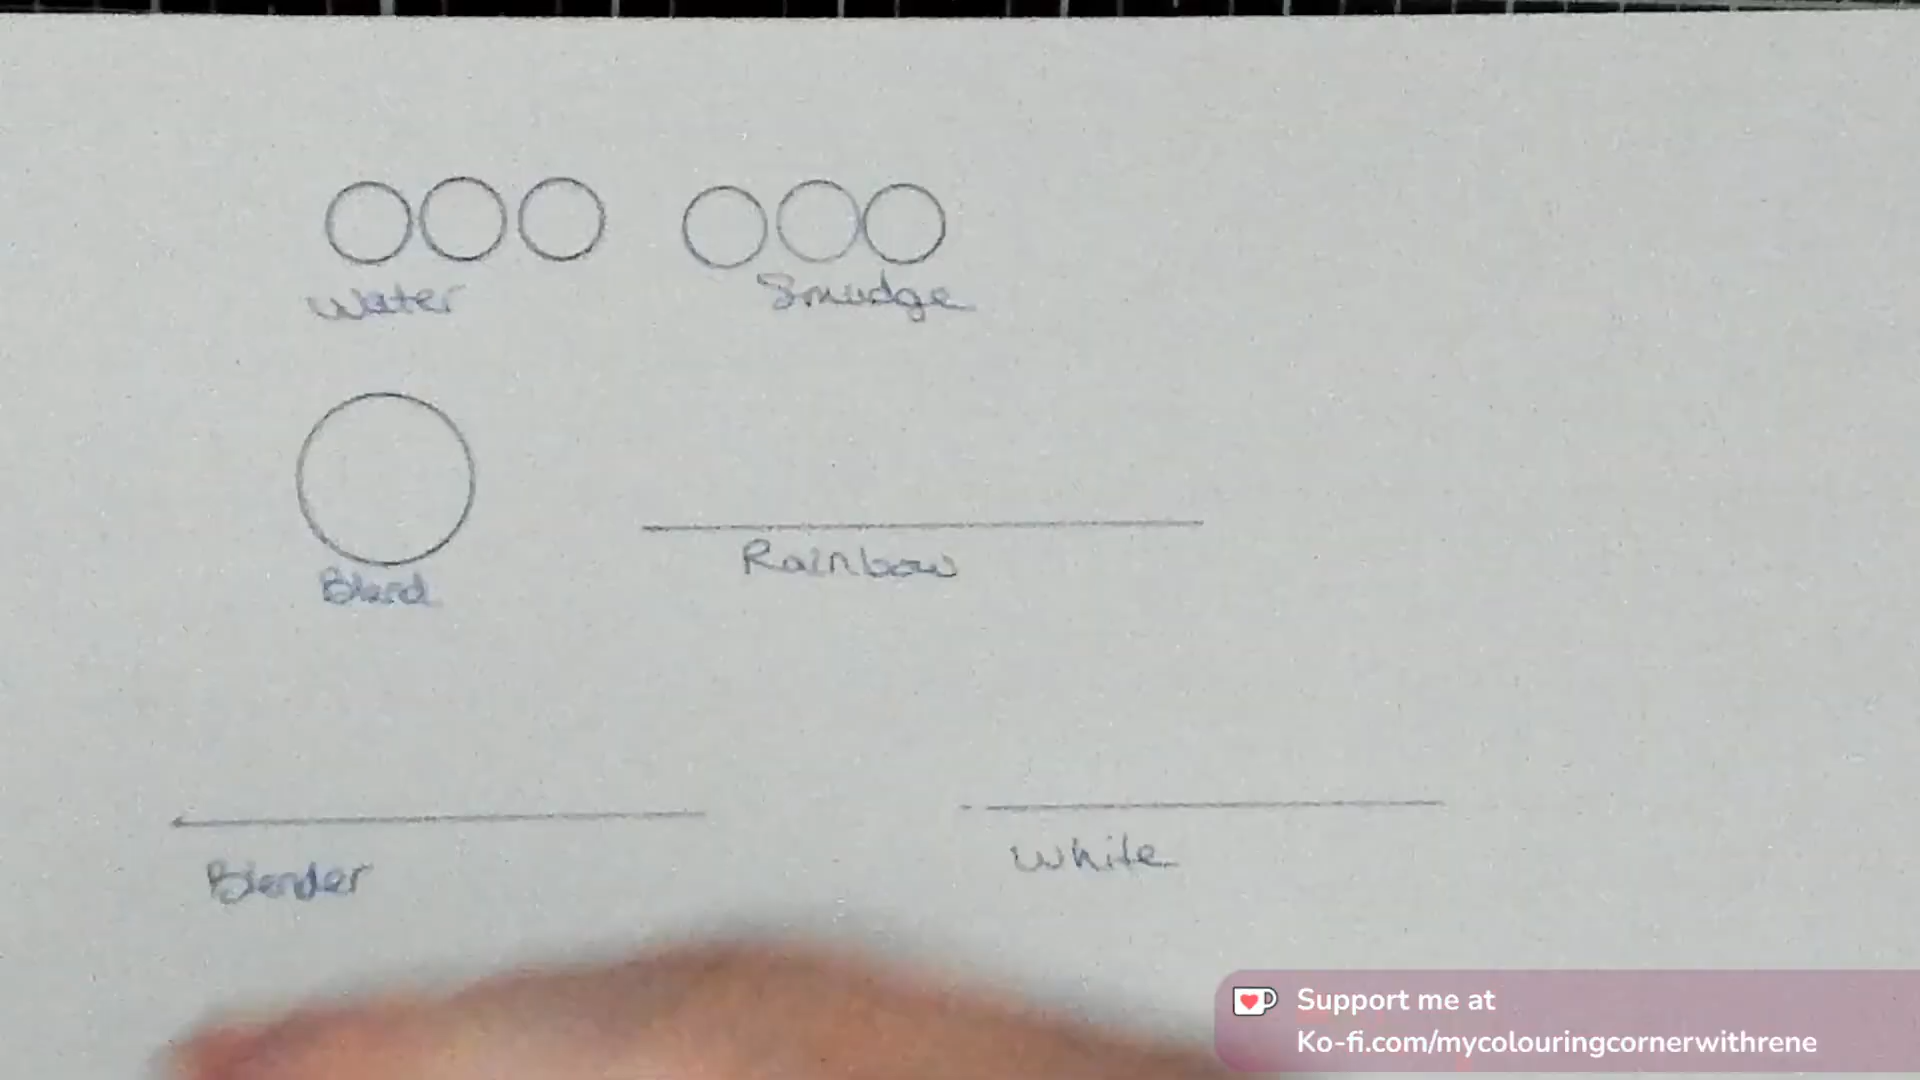 Water
Smudge
Blend
Rainbow
Blender
White
Support me at
Ko-fi.com/mycolouringcornerwithrene